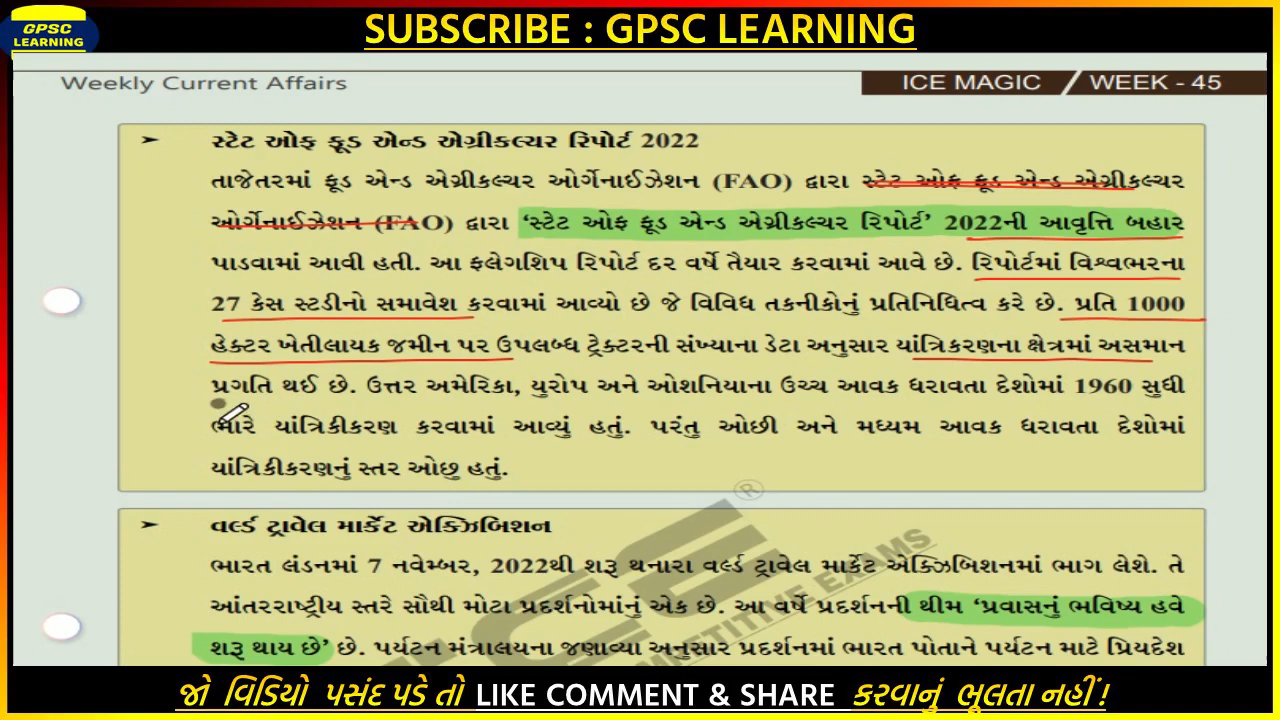 GPSC
LEARNING
SUBSCRIBE : GPSC LEARNING
Weekly Current Affairs
ICE MAGIC / WEEK - 45
➤ સ્ટેટ ઓફ ફૂડ એન્ડ એગ્રીકલ્ચર રિપોર્ટ 2022
તાજેતરમાં ફૂડ એન્ડ એગ્રીકલ્ચર ઓર્ગેનાઈઝેશન (FAO) દ્વારા સ્ટેટ ઓફ ફૂડ એન્ડ એગ્રીકલ્ચર
ઓર્ગેનાઈઝેશન (FAO) દ્વારા ‘સ્ટેટ ઓફ ફૂડ એન્ડ એગ્રીકલ્ચર રિપોર્ટ’ 2022ની આવૃત્તિ બહાર
પાડવામાં આવી હતી. આ ફ્લેગશિપ રિપોર્ટ દર વર્ષે તૈયાર કરવામાં આવે છે. રિપોર્ટમાં વિશ્વભરના
27 કેસ સ્ટડીનો સમાવેશ કરવામાં આવ્યો છે જે વિવિધ તકનીકોનું પ્રતિનિધિત્વ કરે છે. પ્રતિ 1000
હેક્ટર ખેતીલાયક જમીન પર ઉપલબ્ધ ટ્રેક્ટરની સંખ્યાના ડેટા અનુસાર યાંત્રિકરણના ક્ષેત્રમાં અસમાન
પ્રગતિ થઈ છે. ઉત્તર અમેરિકા, યુરોપ અને ઓશનિયાના ઉચ્ચ આવક ધરાવતા દેશોમાં 1960 સુધી
ભારે યાંત્રિકીકરણ કરવામાં આવ્યું હતું. પરંતુ ઓછી અને મધ્યમ આવક ધરાવતા દેશોમાં
યાંત્રિકીકરણનું સ્તર ઓછુ હતું.
➤ વર્લ્ડ ટ્રાવેલ માર્કેટ એક્ઝિબિશન
ભારત લંડનમાં 7 નવેમ્બર, 2022થી શરૂ થનારા વર્લ્ડ ટ્રાવેલ માર્કેટ એક્ઝિબિશનમાં ભાગ લેશે. તે
આંતરરાષ્ટ્રીય સ્તરે સૌથી મોટા પ્રદર્શનોમાંનું એક છે. આ વર્ષે પ્રદર્શનની થીમ ‘પ્રવાસનું ભવિષ્ય હવે
શરૂ થાય છે’ છે. પર્યટન મંત્રાલયના જણાવ્યા અનુસાર પ્રદર્શનમાં ભારત પોતાને પર્યટન માટે પ્રિયદેશ
જો વિડિયો પસંદ પડે તો LIKE COMMENT & SHARE કરવાનું ભૂલતા નહીં !